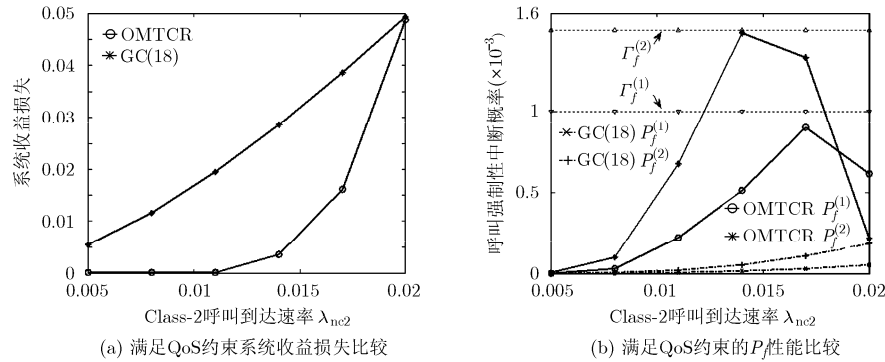 系统收益损失
0.05
0.04
0.03
0.02
0.01
0
0.005
0.01
0.015
0.02
OMTCR
GC(18)
Class-2呼叫到达速率 λnc2
(a) 满足QoS约束系统收益损失比较
呼叫强制性中断概率(×10⁻³)
1.6
1
0.5
0
0.005
0.01
0.015
0.02
Γf(2)
Γf(1)
GC(18) Pf(1)
GC(18) Pf(2)
OMTCR Pf(1)
OMTCR Pf(2)
Class-2呼叫到达速率 λnc2
(b) 满足QoS约束的Pf性能比较